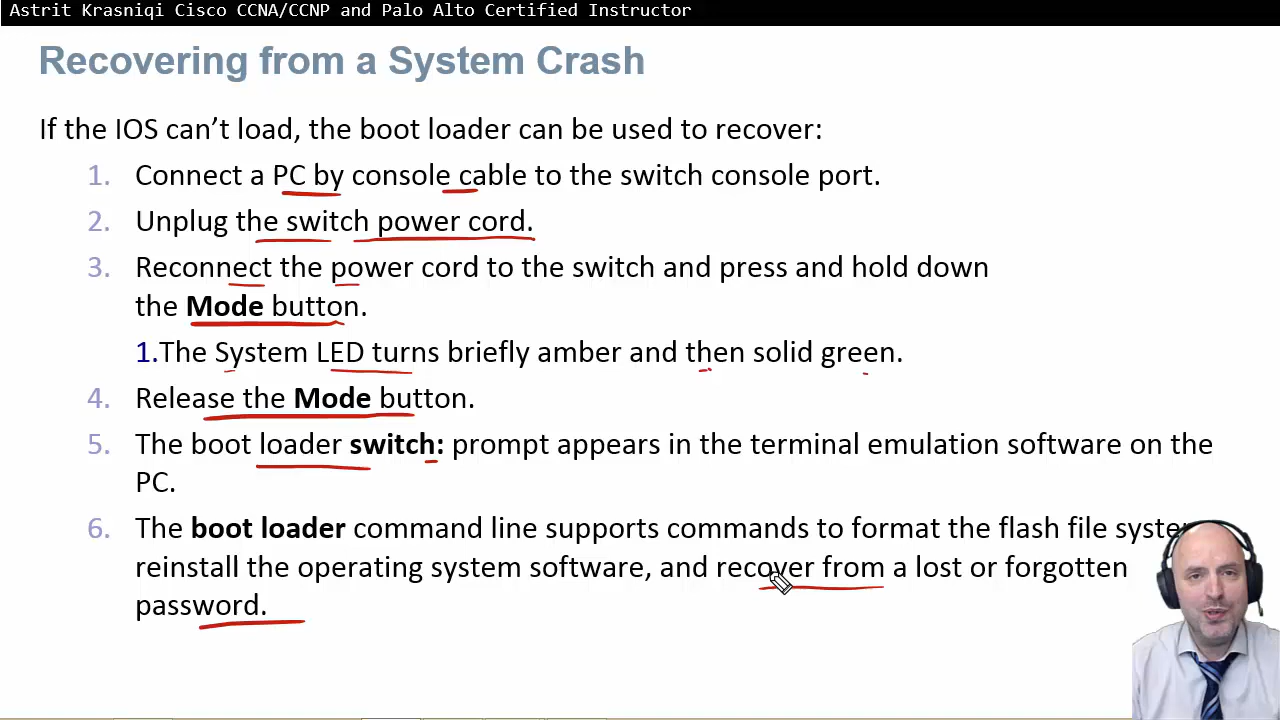 Astrit Krasniqi Cisco CCNA/CCNP and Palo Alto Certified Instructor
Recovering from a System Crash
If the IOS can’t load, the boot loader can be used to recover:
1. Connect a PC by console cable to the switch console port.
2. Unplug the switch power cord.
3. Reconnect the power cord to the switch and press and hold down
the Mode button.
1.The System LED turns briefly amber and then solid green.
4. Release the Mode button.
5. The boot loader switch: prompt appears in the terminal emulation software on the
PC.
6. The boot loader command line supports commands to format the flash file
reinstall the operating system software, and recover from a lost or forgotten
password.